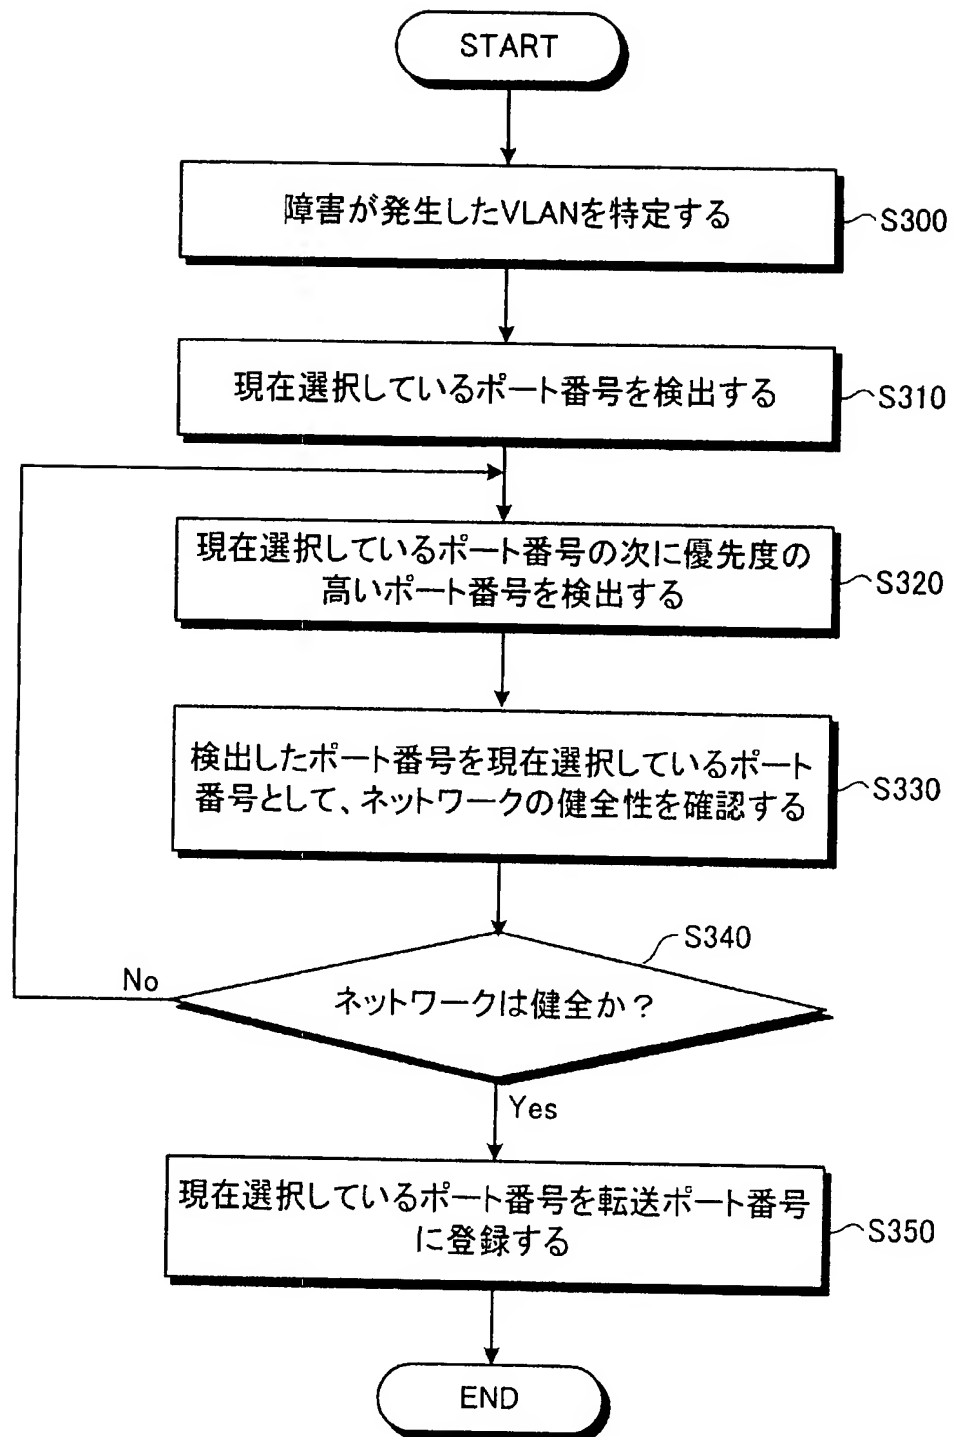 START
障害が発生したVLANを特定する
S300
現在選択しているポート番号を検出する
S310
現在選択しているポート番号の次に優先度の
高いポート番号を検出する
S320
検出したポート番号を現在選択しているポート
番号として、ネットワークの健全性を確認する
S330
S340
No
ネットワークは健全か?
Yes
現在選択しているポート番号を転送ポート番号
に登録する
S350
END